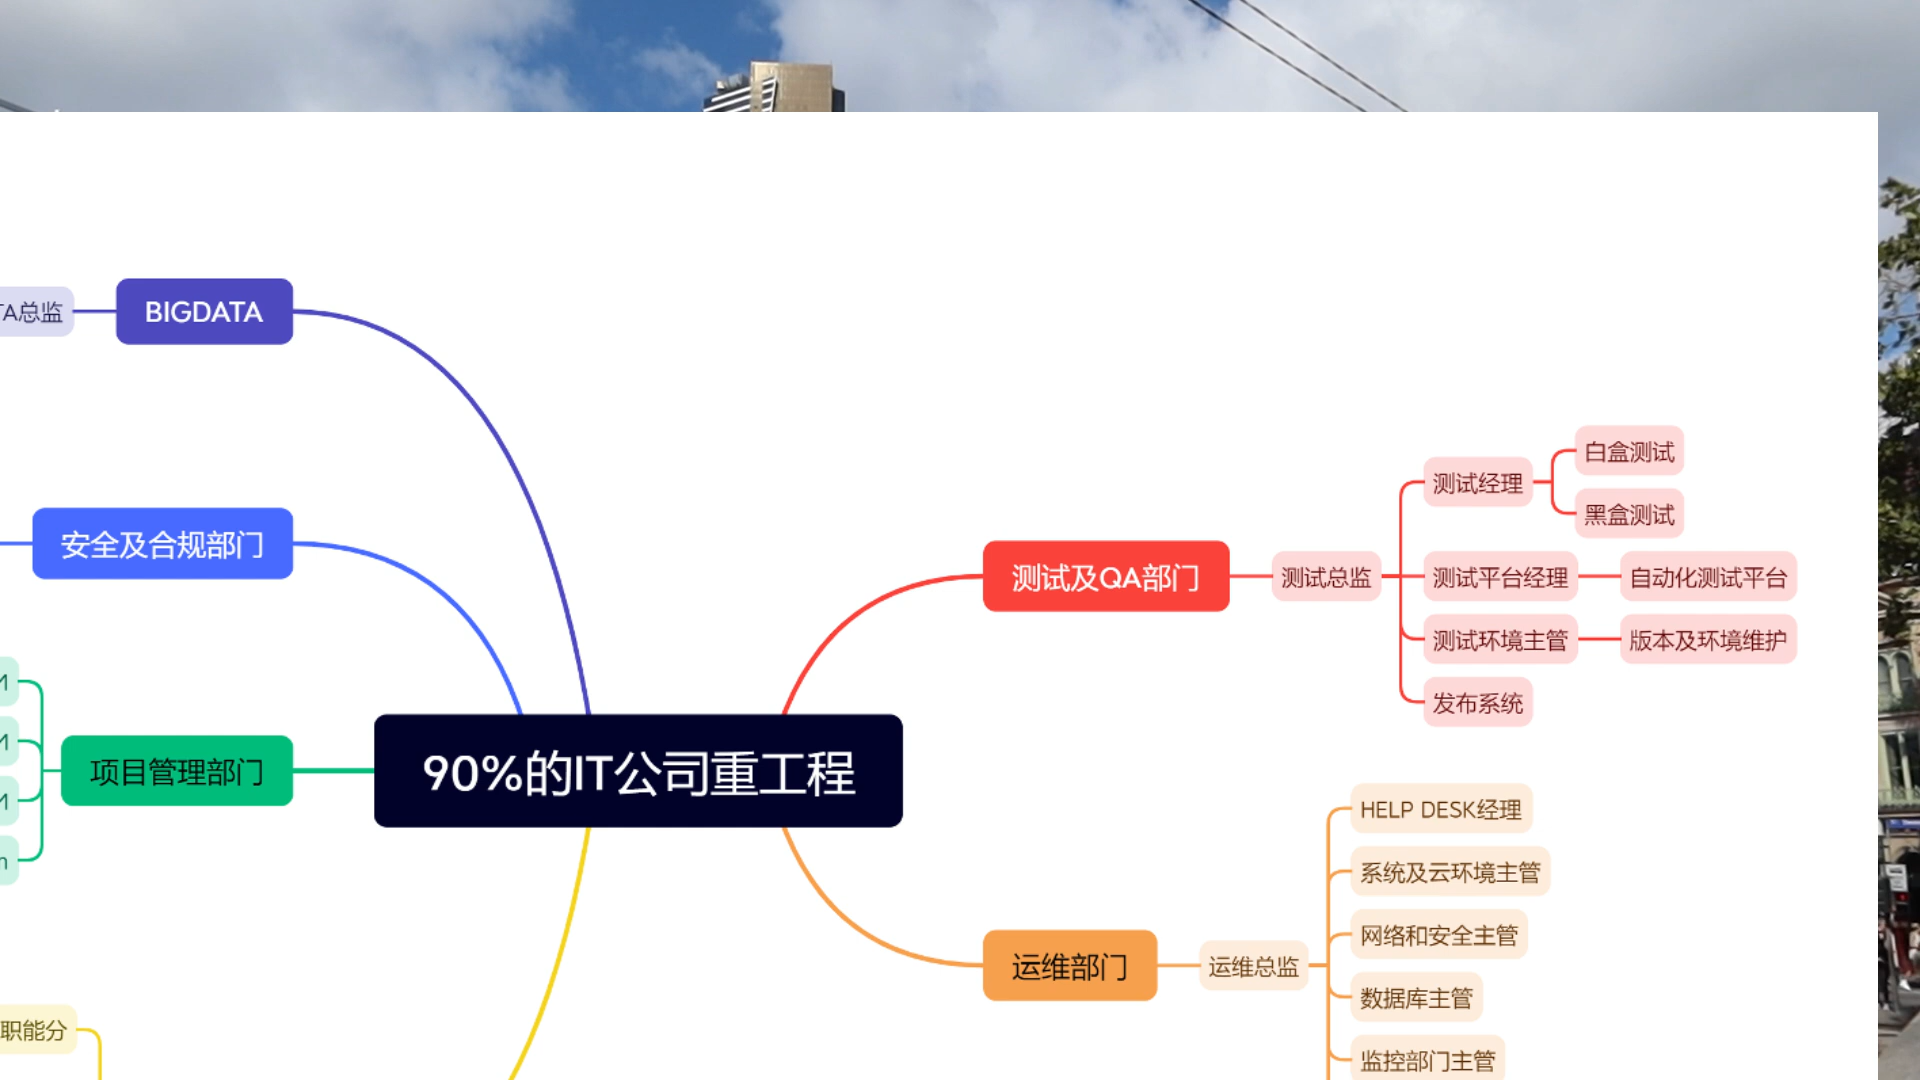 BIGDATA
TA总监
安全及合规部门
项目管理部门
M
M
M
90%的IT公司重工程
职能分
测试及QA部门
测试总监
测试经理
白盒测试
黑盒测试
测试平台经理
自动化测试平台
测试环境主管
版本及环境维护
发布系统
运维部门
运维总监
HELP DESK经理
系统及云环境主管
网络和安全主管
数据库主管
监控部门主管